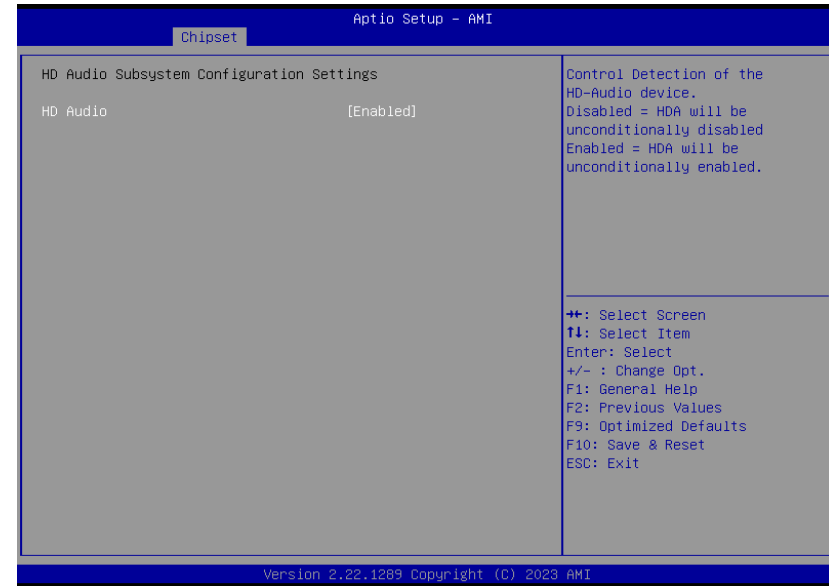 Aptio Setup - AMI
Chipset
HD Audio Subsystem Configuration Settings
HD Audio [Enabled]
Control Detection of the
HD-Audio device.
Disabled = HDA will be
unconditionally disabled
Enabled = HDA will be
unconditionally enabled.
→←: Select Screen
↑↓: Select Item
Enter: Select
+/- : Change Opt.
F1: General Help
F2: Previous Values
F9: Optimized Defaults
F10: Save & Reset
ESC: Exit
Version 2.22.1289 Copyright (C) 2023 AMI